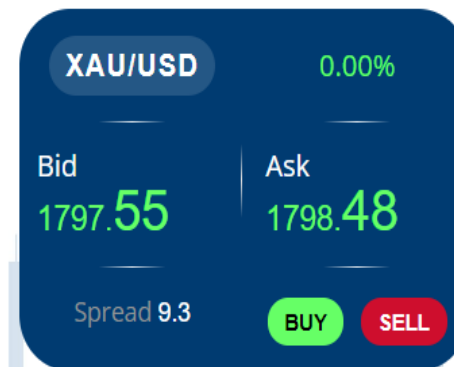 XAU/USD 0.00%
Bid Ask
1797.55 1798.48
Spread 9.3 BUY SELL